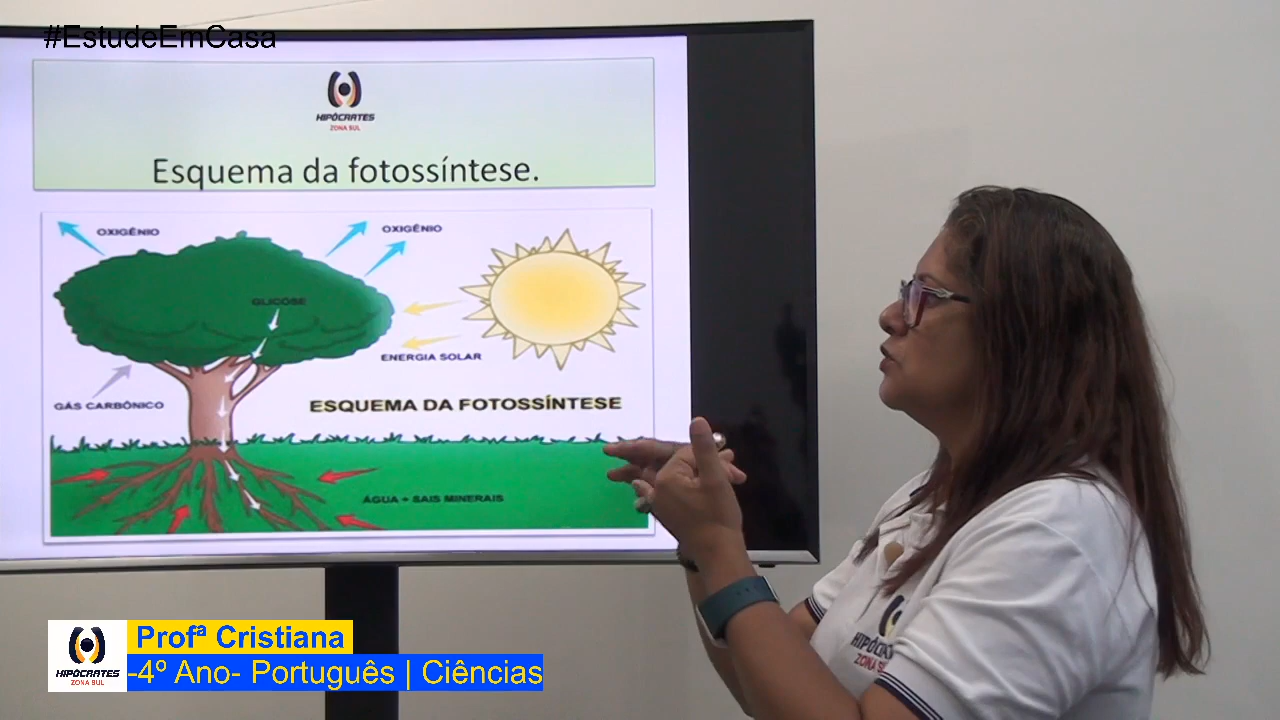 #EstudeEmCasa
HIPÓCRATES
ZONA SUL
Esquema da fotossíntese.
OXIGÊNIO
OXIGÊNIO
GLICOSE
ENERGIA SOLAR
GÁS CARBÔNICO
ESQUEMA DA FOTOSSÍNTESE
ÁGUA + SAIS MINERAIS
HIPÓCRATES
ZONA SUL
Profª Cristiana
-4º Ano- Português | Ciências
HIPÓCRATES
ZONA SUL